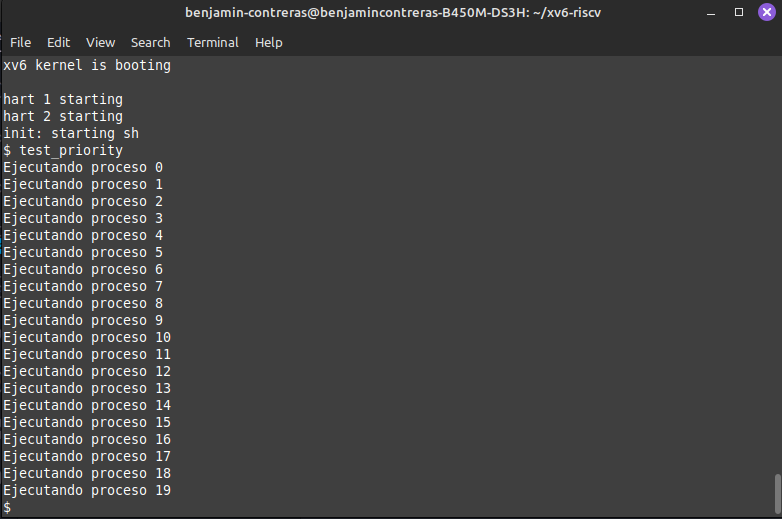 benjamin-contreras@benjamincontreras-B450M-DS3H: ~/xv6-riscv
File Edit View Search Terminal Help
xv6 kernel is booting
hart 1 starting
hart 2 starting
init: starting sh
$ test_priority
Ejecutando proceso 0
Ejecutando proceso 1
Ejecutando proceso 2
Ejecutando proceso 3
Ejecutando proceso 4
Ejecutando proceso 5
Ejecutando proceso 6
Ejecutando proceso 7
Ejecutando proceso 8
Ejecutando proceso 9
Ejecutando proceso 10
Ejecutando proceso 11
Ejecutando proceso 12
Ejecutando proceso 13
Ejecutando proceso 14
Ejecutando proceso 15
Ejecutando proceso 16
Ejecutando proceso 17
Ejecutando proceso 18
Ejecutando proceso 19
$